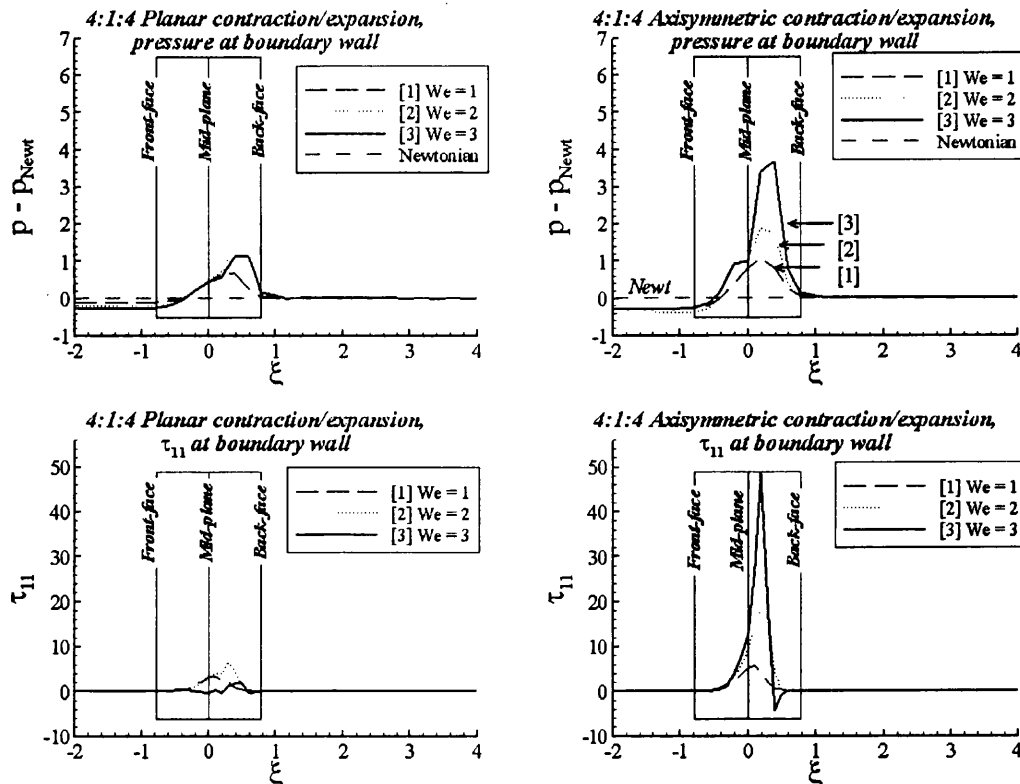 4:1:4 Planar contraction/expansion,
pressure at boundary wall
7
6
5
4
3
2
1
0
-1
p - pNewt
Front-face
Mid-plane
Back-face
[1] We = 1
[2] We = 2
[3] We = 3
Newtonian
-2
-1
0
1
2
3
4
ξ
4:1:4 Axisymmetric contraction/expansion,
pressure at boundary wall
7
6
5
4
3
2
1
0
-1
p - pNewt
Front-face
Mid-plane
Back-face
[1] We = 1
[2] We = 2
[3] We = 3
Newtonian
[3]
[2]
[1]
Newt
-2
-1
0
1
2
3
4
ξ
4:1:4 Planar contraction/expansion,
τ11 at boundary wall
50
40
30
20
10
0
-10
τ11
Front-face
Mid-plane
Back-face
[1] We = 1
[2] We = 2
[3] We = 3
-2
-1
0
1
2
3
4
ξ
4:1:4 Axisymmetric contraction/expansion,
τ11 at boundary wall
50
40
30
20
10
0
-10
τ11
Front-face
Mid-plane
Back-face
[1] We = 1
[2] We = 2
[3] We = 3
-2
-1
0
1
2
3
4
ξ